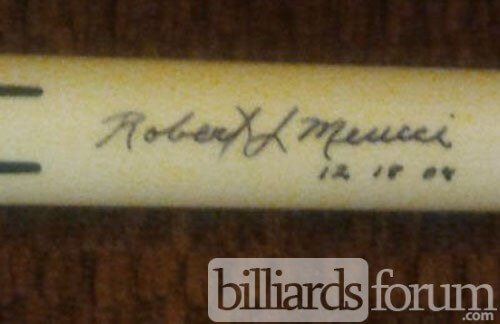 Robert L Meucci
12 18 04
billiardsforum
.com